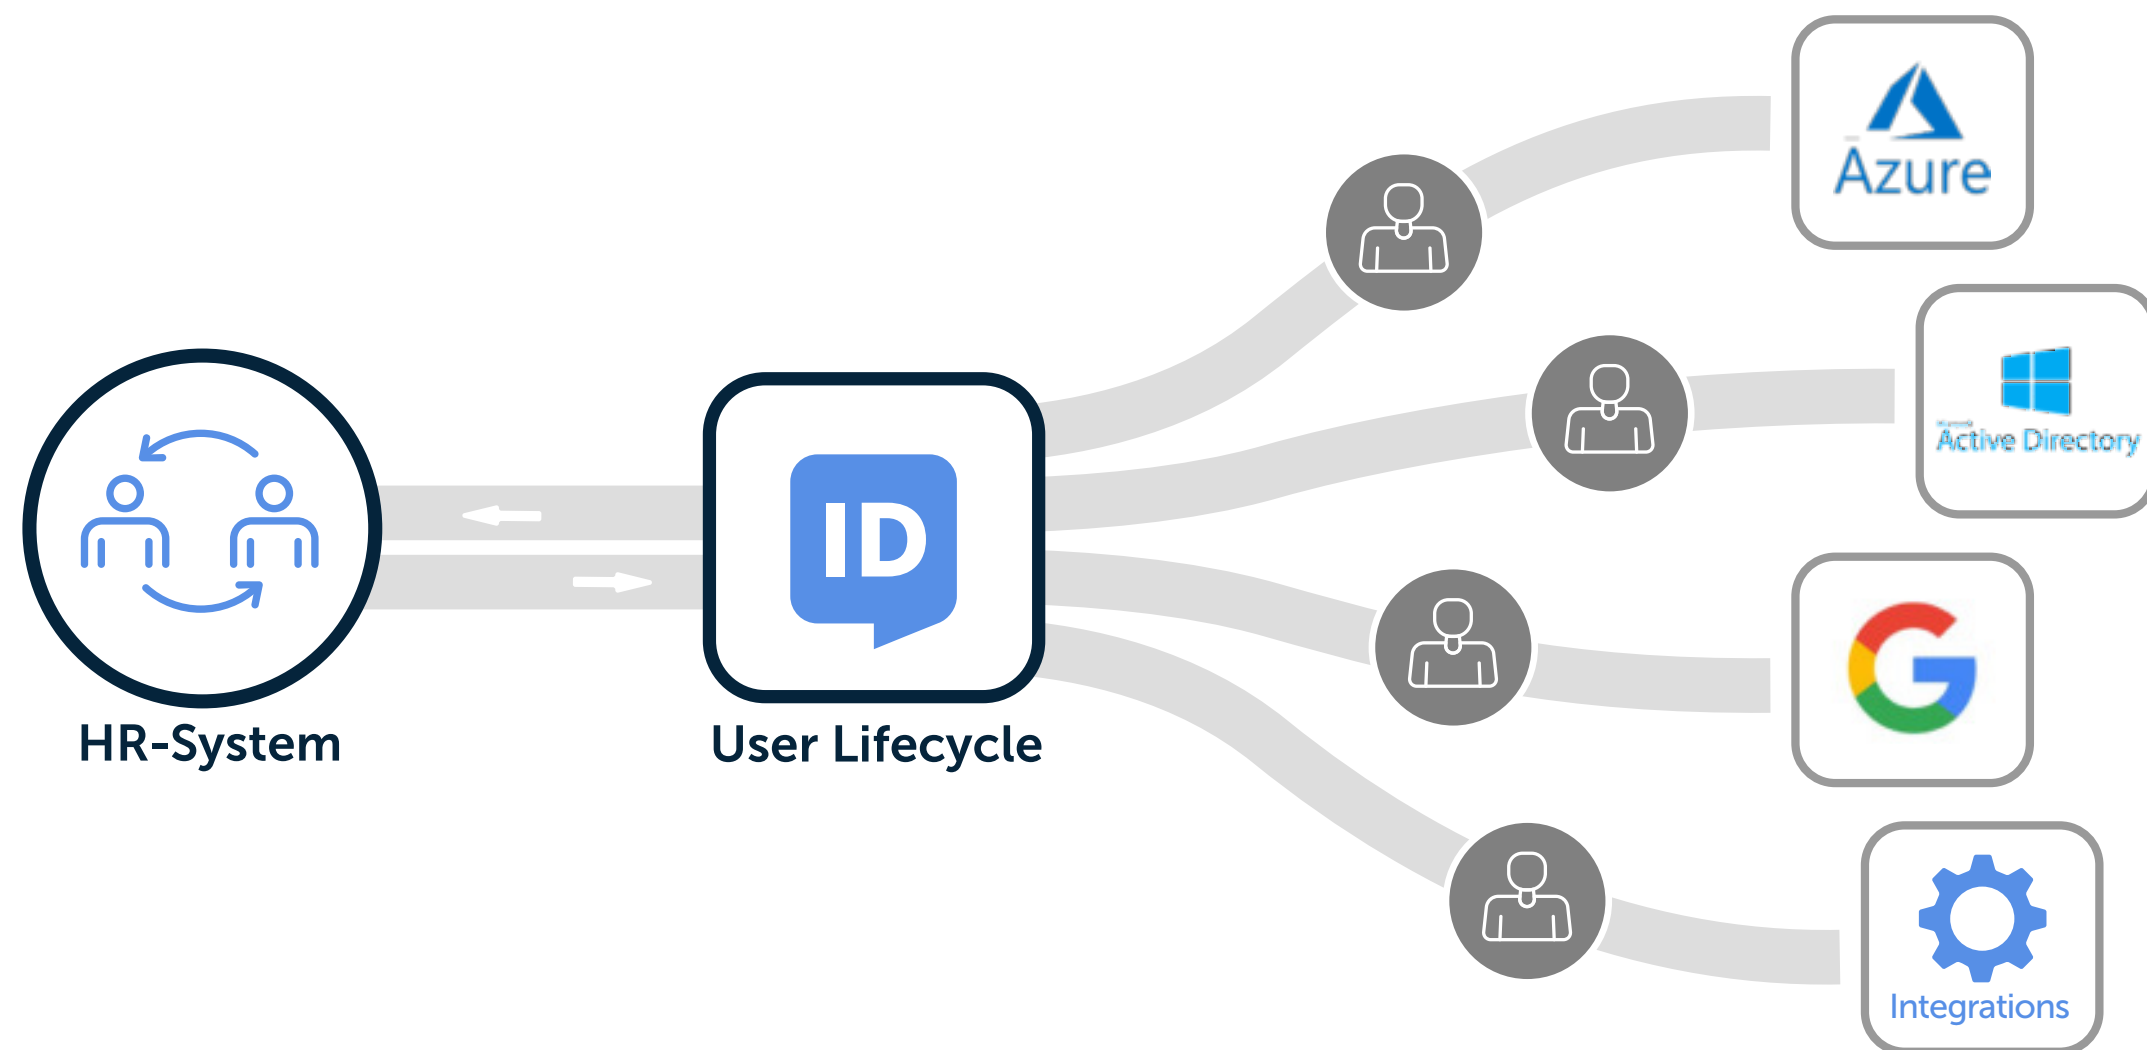 Azure
Active Directory
ID
HR-System
User Lifecycle
Integrations